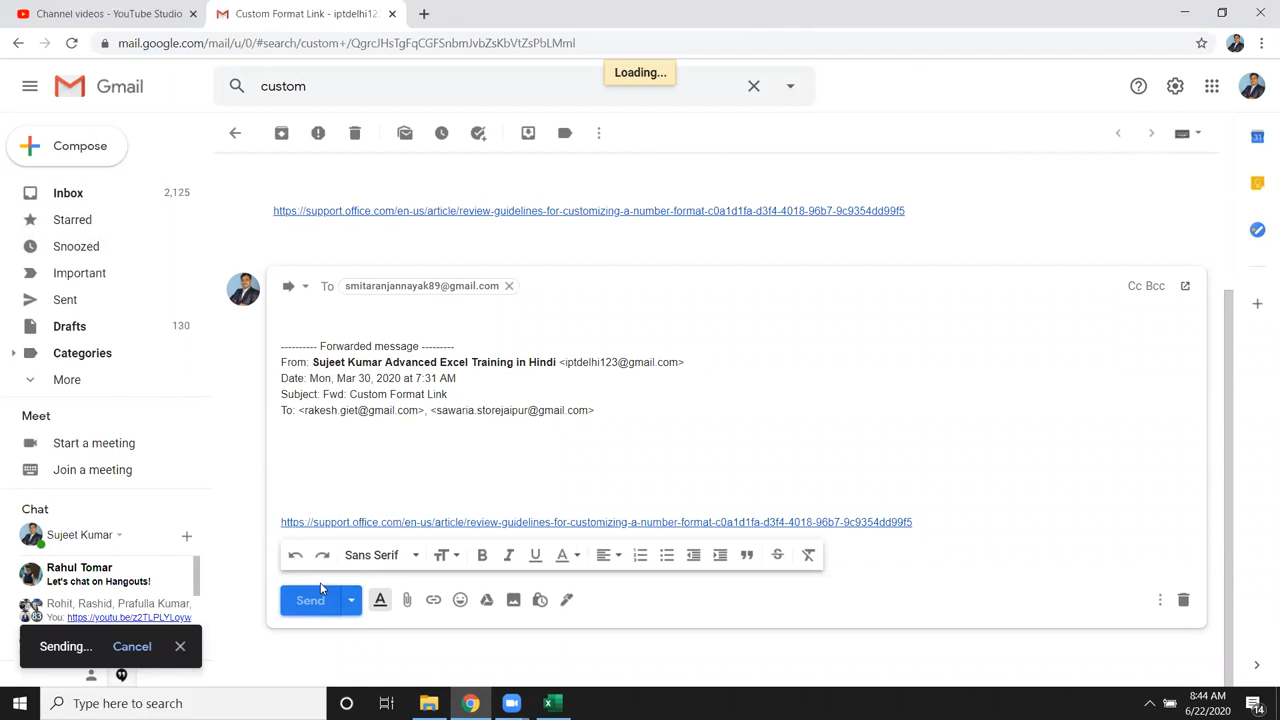 Channel videos - YouTube Studio
Custom Format Link - iptdelhi123
mail.google.com/mail/u/0/#search/custom+/QgrcJHsTgFqCGFSnbmJvbZsKbVtZsPbLMml
Loading...
Gmail
custom
Compose
Inbox 2,125
Starred
Snoozed
Important
Sent
Drafts 130
Categories
More
Meet
Start a meeting
Join a meeting
Chat
Sujeet Kumar
Rahul Tomar
Let's chat on Hangouts!
Rohit, Rashid, Prafulla Kumar,
83
You: https://youtu.be/z2TLPLYLoyw
Sending... Cancel
https://support.office.com/en-us/article/review-guidelines-for-customizing-a-number-format-c0a1d1fa-d3f4-4018-96b7-9c9354dd99f5
To smitaranjannayak89@gmail.com
Cc Bcc
---------- Forwarded message ---------
From: Sujeet Kumar Advanced Excel Training in Hindi <iptdelhi123@gmail.com>
Date: Mon, Mar 30, 2020 at 7:31 AM
Subject: Fwd: Custom Format Link
To: <rakesh.giet@gmail.com>, <sawaria.storejaipur@gmail.com>
https://support.office.com/en-us/article/review-guidelines-for-customizing-a-number-format-c0a1d1fa-d3f4-4018-96b7-9c9354dd99f5
Sans Serif
Send
31
Type here to search
8:44 AM
6/22/2020
14